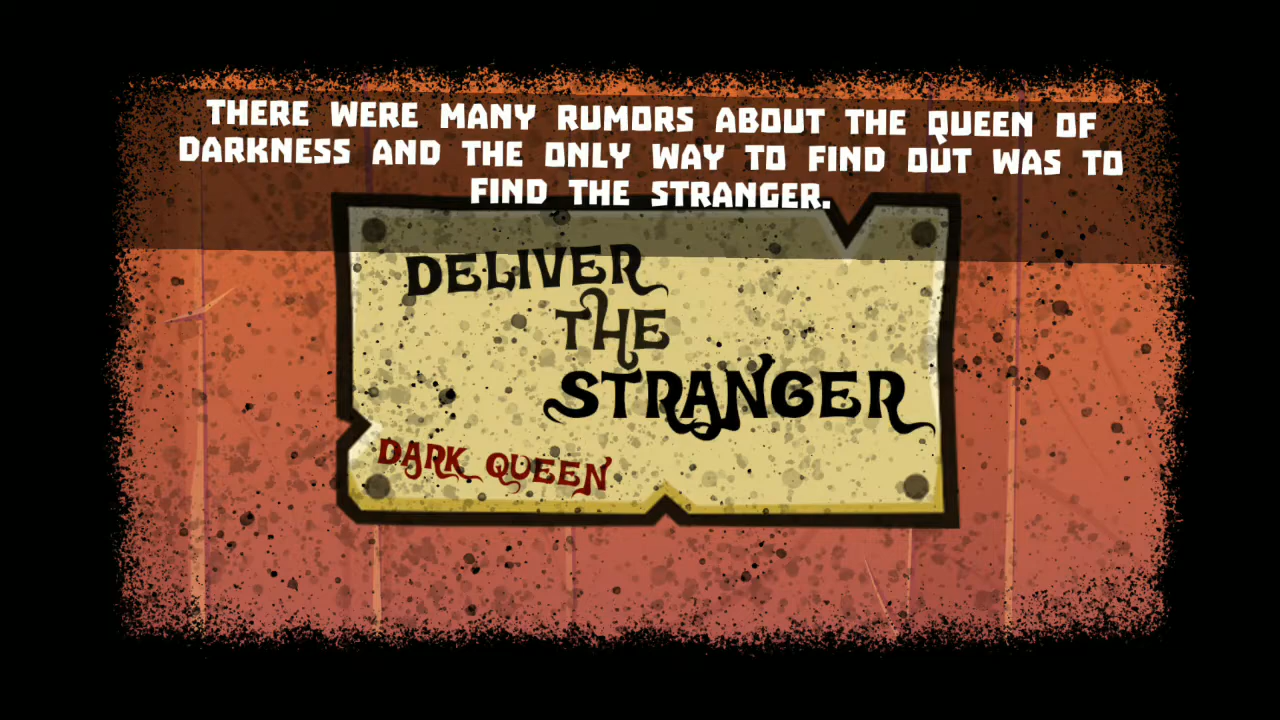 THERE WERE MANY RUMORS ABOUT THE QUEEN OF
DARKNESS AND THE ONLY WAY TO FIND OUT WAS TO
FIND THE STRANGER.
DELIVER
THE
STRANGER
DARK QUEEN